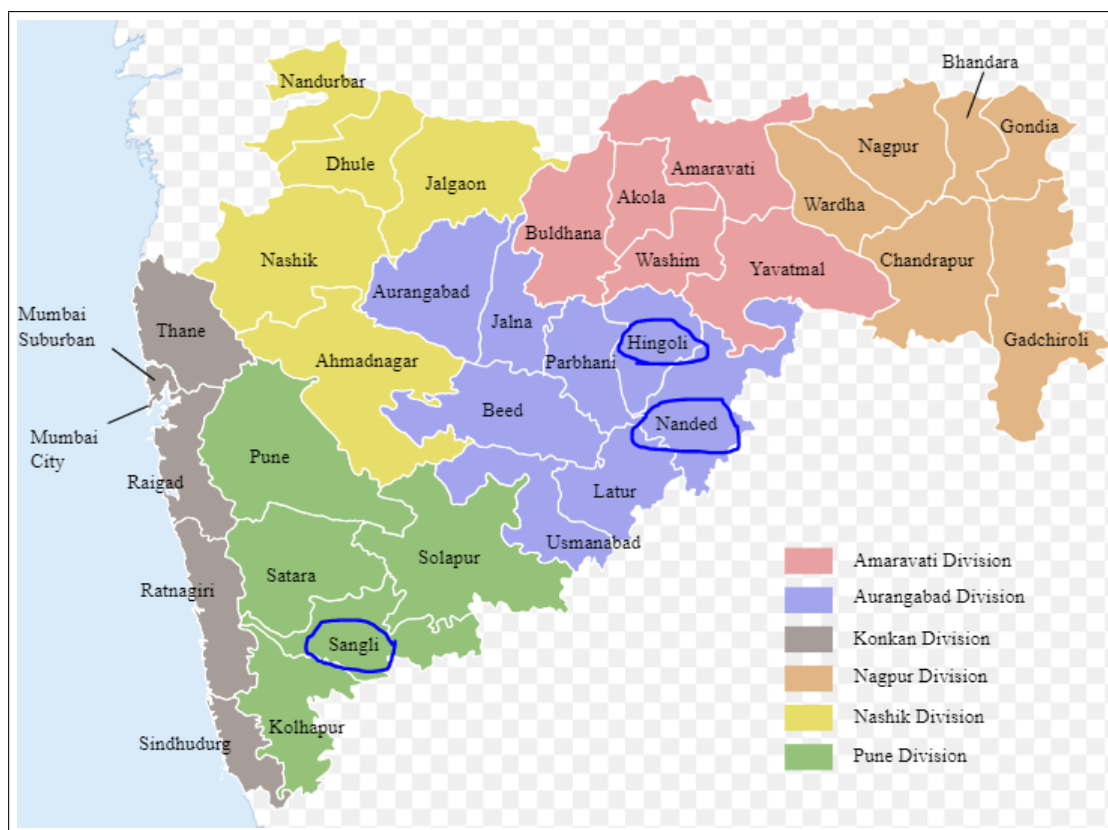 Bhandara
Nandurbar
Gondia
Nagpur
Dhule
Amaravati
Jalgaon
Akola
Wardha
Buldhana
Nashik
Washim
Yavatmal
Chandrapur
Aurangabad
Mumbai
Suburban
Thane
Jalna
Hingoli
Gadchiroli
Ahmadnagar
Parbhani
Beed
Nanded
Mumbai
City
Pune
Raigad
Latur
Usmanabad
Solapur
Satara
Ratnagiri
Sangli
Kolhapur
Sindhudurg
Amaravati Division
Aurangabad Division
Konkan Division
Nagpur Division
Nashik Division
Pune Division